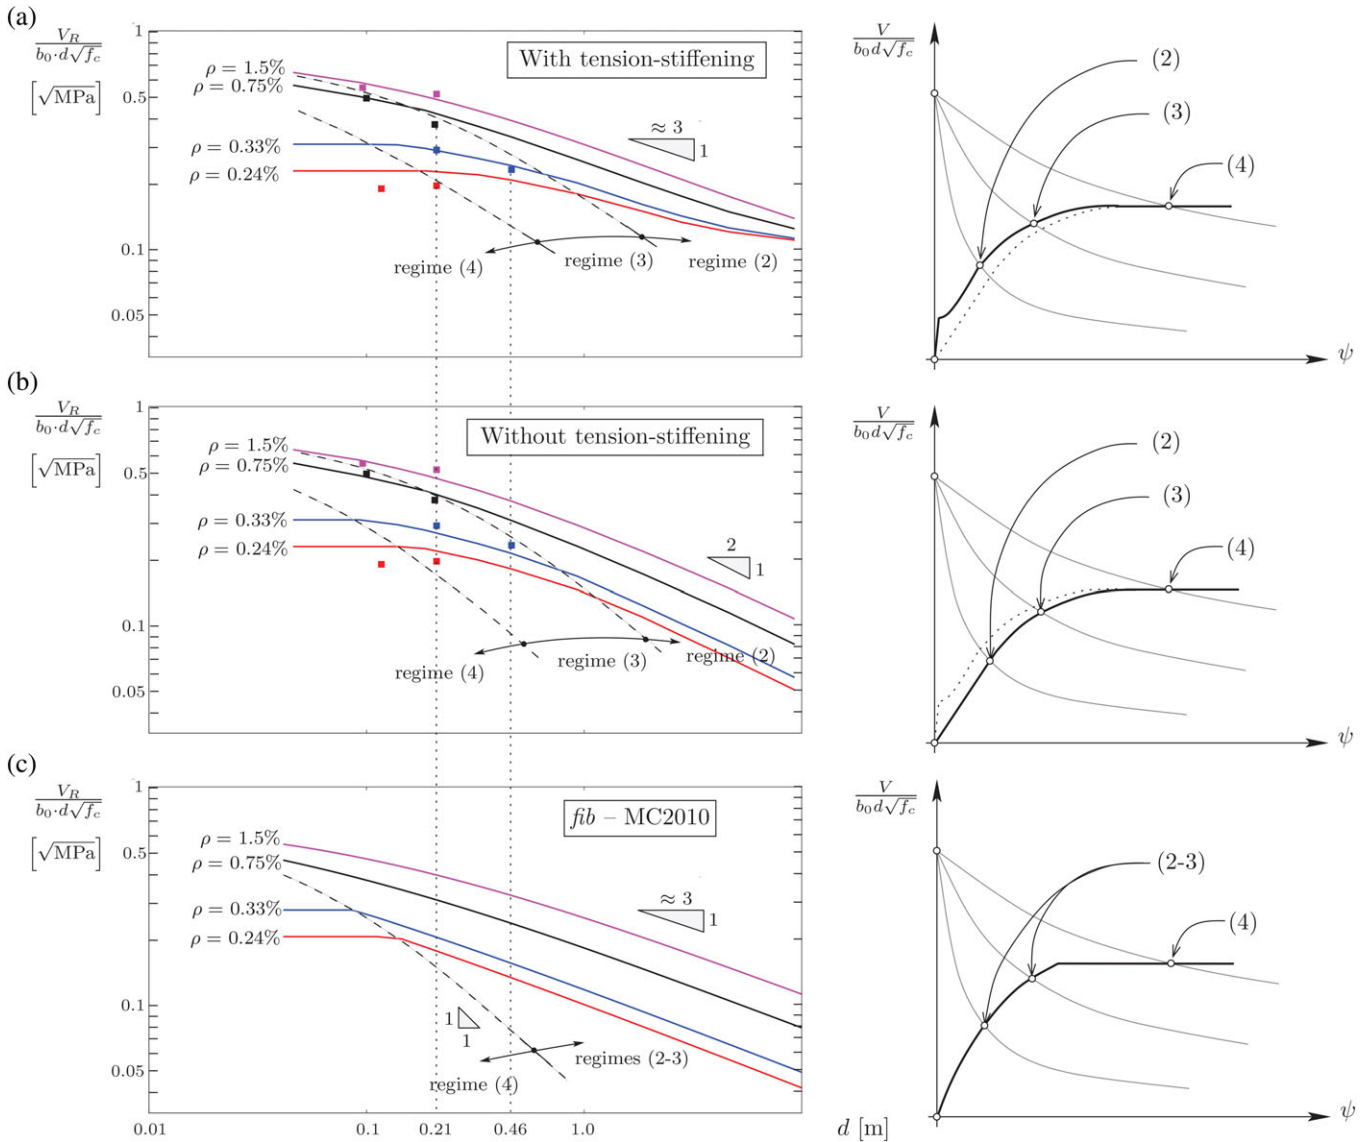 (a)
V_R / b_0·d√f_c
[√MPa]
1
0.5
0.1
0.05
ρ = 1.5%
ρ = 0.75%
ρ = 0.33%
ρ = 0.24%
With tension-stiffening
≈ 3
1
regime (4)
regime (3)
regime (2)
V / b_0 d√f_c
(2)
(3)
(4)
ψ
(b)
V_R / b_0·d√f_c
[√MPa]
1
0.5
0.1
0.05
ρ = 1.5%
ρ = 0.75%
ρ = 0.33%
ρ = 0.24%
Without tension-stiffening
2
1
regime (4)
regime (3)
regime (2)
V / b_0 d√f_c
(2)
(3)
(4)
ψ
(c)
V_R / b_0·d√f_c
[√MPa]
1
0.5
0.1
0.05
ρ = 1.5%
ρ = 0.75%
ρ = 0.33%
ρ = 0.24%
fib – MC2010
≈ 3
1
1
1
regime (4)
regimes (2-3)
0.01
0.1
0.21
0.46
1.0
d [m]
V / b_0 d√f_c
(2-3)
(4)
ψ